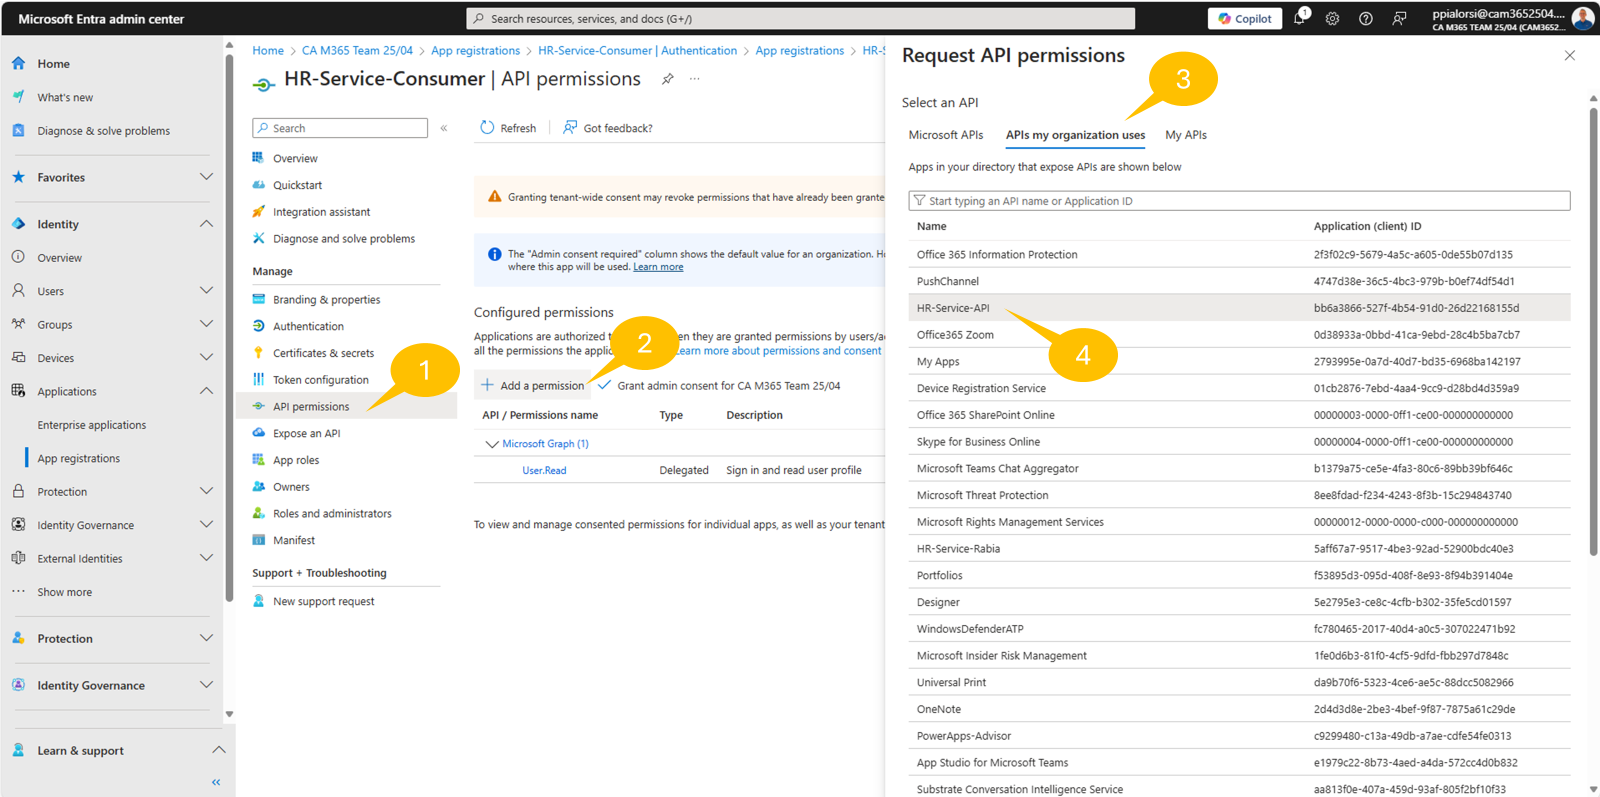 Microsoft Entra admin center
Search resources, services, and docs (G+/)
Copilot
1
ppialorsi@cam3652504....
CA M365 TEAM 25/04 (CAM3652...
Home
What's new
Diagnose & solve problems
Favorites
Identity
Overview
Users
Groups
Devices
Applications
Enterprise applications
App registrations
Protection
Identity Governance
External Identities
Show more
Protection
Identity Governance
Learn & support
Home > CA M365 Team 25/04 > App registrations > HR-Service-Consumer | Authentication > App registrations > HR-S
HR-Service-Consumer | API permissions
Search
Overview
Quickstart
Integration assistant
Diagnose and solve problems
Manage
Branding & properties
Authentication
Certificates & secrets
Token configuration
API permissions
Expose an API
App roles
Owners
Roles and administrators
Manifest
Support + Troubleshooting
New support request
1
Refresh
Got feedback?
Granting tenant-wide consent may revoke permissions that have already been grante
The "Admin consent required" column shows the default value for an organization. Ho
where this app will be used. Learn more
Configured permissions
Applications are authorized t en they are granted permissions by users/a
all the permissions the applic earn more about permissions and consent
2
Add a permission
Grant admin consent for CA M365 Team 25/04
API / Permissions name Type Description
Microsoft Graph (1)
User.Read Delegated Sign in and read user profile
To view and manage consented permissions for individual apps, as well as your tenant
Request API permissions
3
Select an API
Microsoft APIs APIs my organization uses My APIs
Apps in your directory that expose APIs are shown below
Start typing an API name or Application ID
Name Application (client) ID
Office 365 Information Protection 2f3f02c9-5679-4a5c-a605-0de55b07d135
PushChannel 4747d38e-36c5-4bc3-979b-b0ef74df54d1
HR-Service-API bb6a3866-527f-4b54-91d0-26d22168155d
Office365 Zoom 0d38933a-0bbd-41ca-9ebd-28c4b5ba7cb7
4
My Apps 2793995e-0a7d-40d7-bd35-6968ba142197
Device Registration Service 01cb2876-7ebd-4aa4-9cc9-d28bd4d359a9
Office 365 SharePoint Online 00000003-0000-0ff1-ce00-000000000000
Skype for Business Online 00000004-0000-0ff1-ce00-000000000000
Microsoft Teams Chat Aggregator b1379a75-ce5e-4fa3-80c6-89bb39bf646c
Microsoft Threat Protection 8ee8fdad-f234-4243-8f3b-15c294843740
Microsoft Rights Management Services 00000012-0000-0000-c000-000000000000
HR-Service-Rabia 5aff67a7-9517-4be3-92ad-52900bdc40e3
Portfolios f53895d3-095d-408f-8e93-8f94b391404e
Designer 5e2795e3-ce8c-4cfb-b302-35fe5cd01597
WindowsDefenderATP fc780465-2017-40d4-a0c5-307022471b92
Microsoft Insider Risk Management 1fe0d6b3-81f0-4cf5-9dfd-fbb297d7848c
Universal Print da9b70f6-5323-4ce6-ae5c-88dcc5082966
OneNote 2d4d3d8e-2be3-4bef-9f87-7875a61c29de
PowerApps-Advisor c9299480-c13a-49db-a7ae-cdfe54fe0313
App Studio for Microsoft Teams e1979c22-8b73-4aed-a4da-572cc4d0b832
Substrate Conversation Intelligence Service aa813f0e-407a-459d-93af-805f2bf10f33